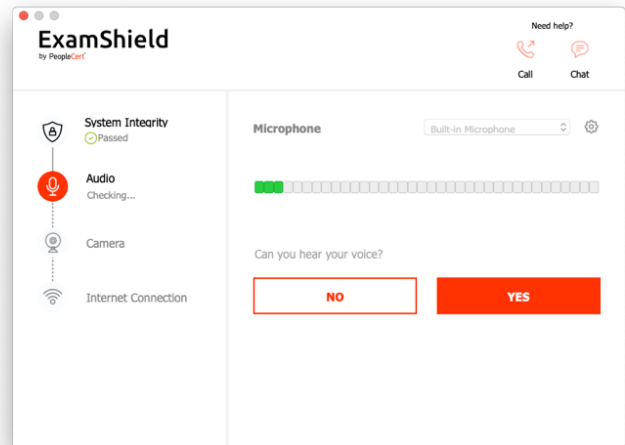 ExamShield
by PeopleCert
Need help?
Call
Chat
System Integrity
Passed
Audio
Checking...
Camera
Internet Connection
Microphone
Built-in Microphone
Can you hear your voice?
NO
YES